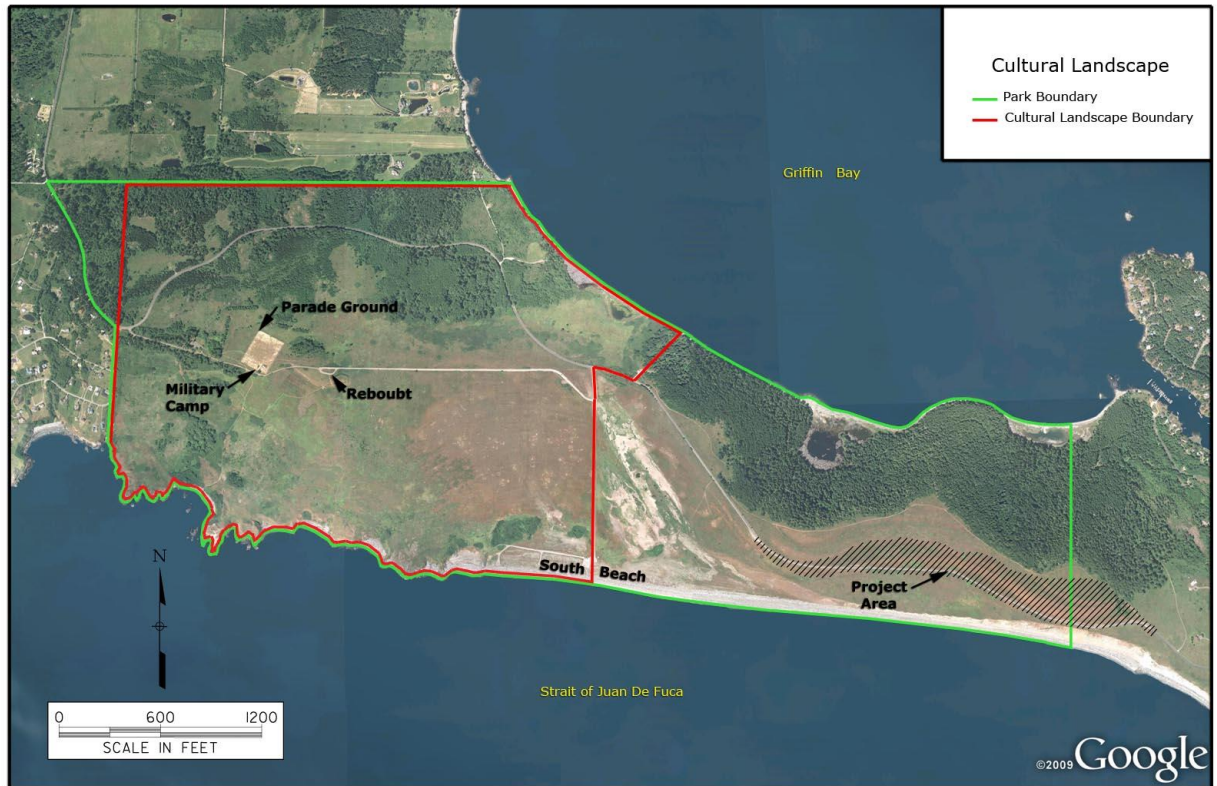 Cultural Landscape
Park Boundary
Cultural Landscape Boundary
Griffin Bay
Parade Ground
Military
Camp
Reboubt
South Beach
Project
Area
N
Strait of Juan De Fuca
0 600 1200
SCALE IN FEET
©2009 Google